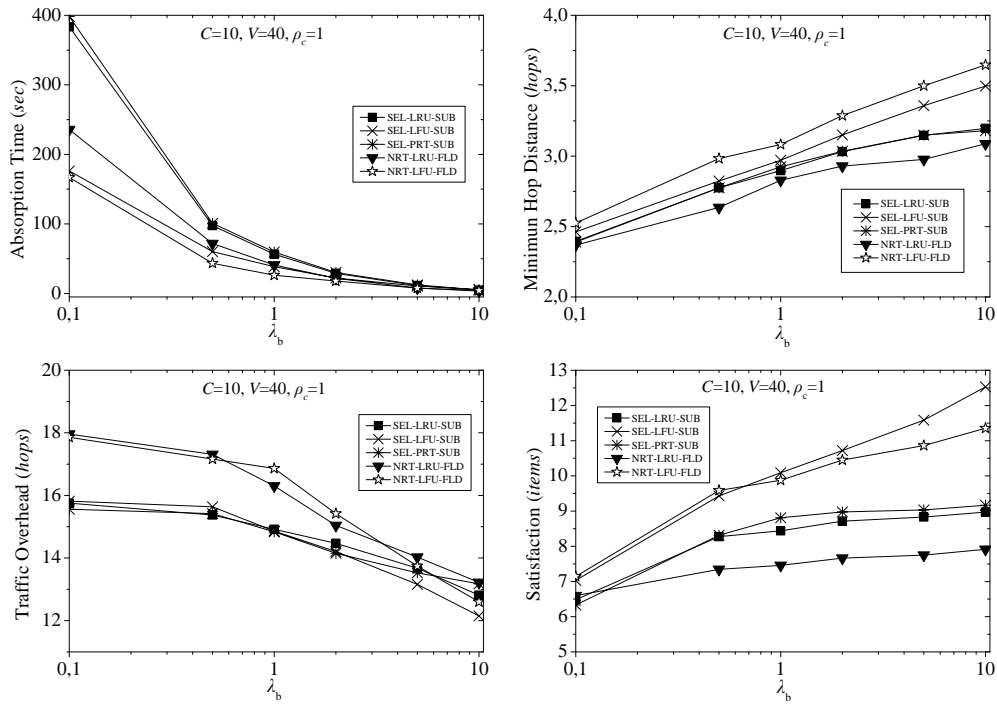 C=10, V=40, ρc=1
Absorption Time (sec)
400
300
200
100
0
SEL-LRU-SUB
SEL-LFU-SUB
SEL-PRT-SUB
NRT-LRU-FLD
NRT-LFU-FLD
0,1
1
10
λb
C=10, V=40, ρc=1
Minimun Hop Distance (hops)
4,0
3,5
3,0
2,5
2,0
SEL-LRU-SUB
SEL-LFU-SUB
SEL-PRT-SUB
NRT-LRU-FLD
NRT-LFU-FLD
0,1
1
10
λb
C=10, V=40, ρc=1
Traffic Overhead (hops)
20
18
16
14
12
SEL-LRU-SUB
SEL-LFU-SUB
SEL-PRT-SUB
NRT-LRU-FLD
NRT-LFU-FLD
0,1
1
10
λb
C=10, V=40, ρc=1
Satisfaction (items)
13
12
11
10
9
8
7
6
5
SEL-LRU-SUB
SEL-LFU-SUB
SEL-PRT-SUB
NRT-LRU-FLD
NRT-LFU-FLD
0,1
1
10
λb